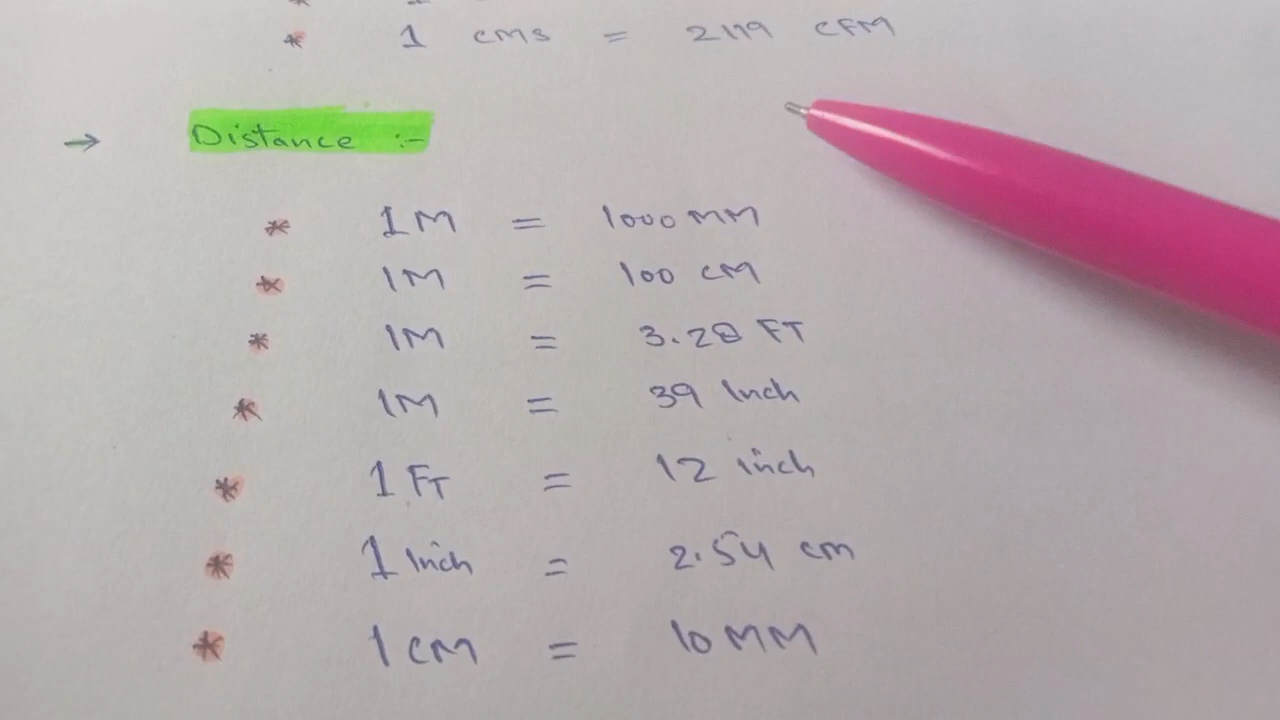 * 1 CMS = 2119 CFM
→ Distance :-
* 1M = 1000 MM
* 1M = 100 CM
* 1M = 3.28 FT
* 1M = 39 Inch
* 1 FT = 12 inch
* 1 Inch = 2.54 cm
* 1 CM = 10 MM